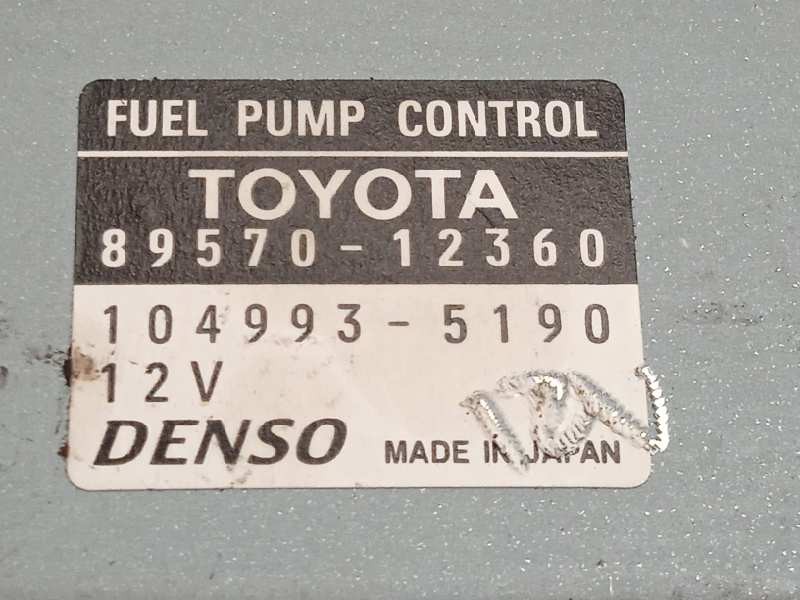 FUEL PUMP CONTROL
TOYOTA
89570-12360
104993-5190
12V
DENSO
MADE IN JAPAN